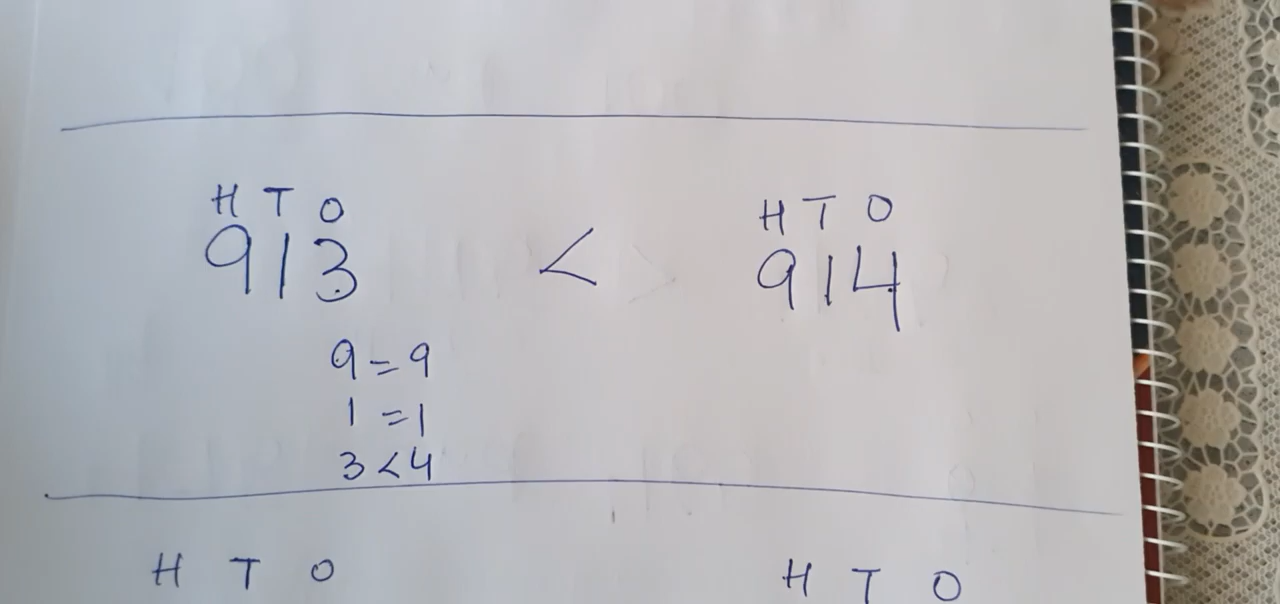 H T O H T O
913 < 914
9 = 9
1 = 1
3 < 4
H T O H T O